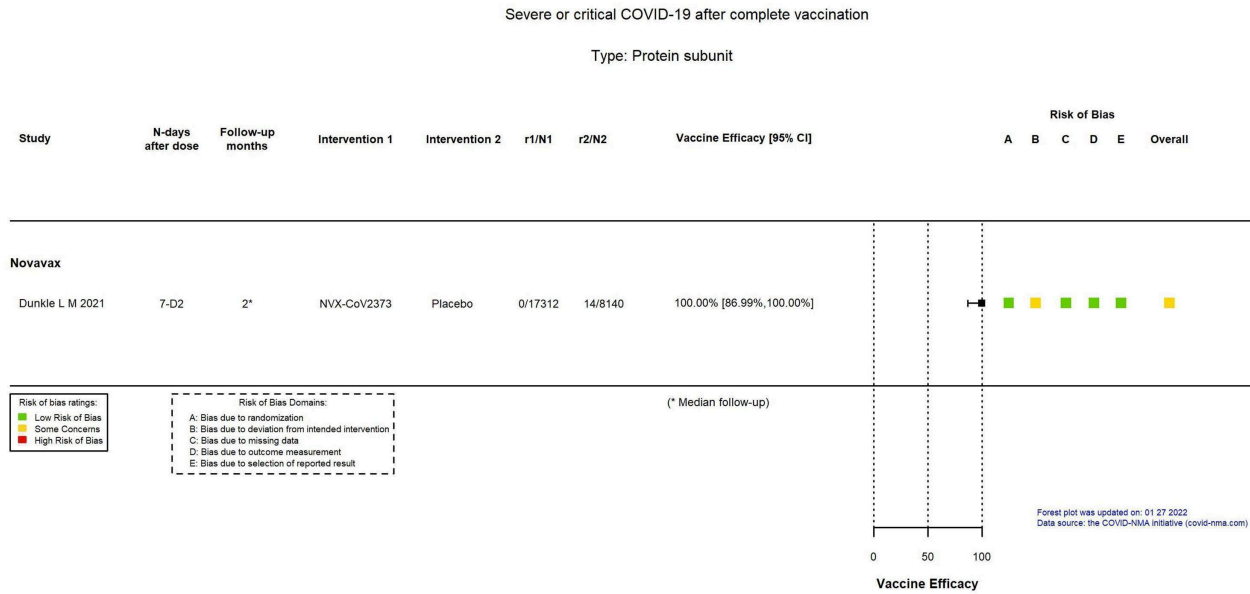 Severe or critical COVID-19 after complete vaccination
Type: Protein subunit
Risk of Bias
Study N-days after dose Follow-up months Intervention 1 Intervention 2 r1/N1 r2/N2 Vaccine Efficacy [95% CI] A B C D E Overall
Novavax
Dunkle L M 2021 7-D2 2* NVX-CoV2373 Placebo 0/17312 14/8140 100.00% [86.99%,100.00%]
Risk of bias ratings:
Low Risk of Bias
Some Concerns
High Risk of Bias
Risk of Bias Domains:
A: Bias due to randomization
B: Bias due to deviation from intended intervention
C: Bias due to missing data
D: Bias due to outcome measurement
E: Bias due to selection of reported result
(* Median follow-up)
Forest plot was updated on: 01 27 2022
Data source: the COVID-NMA initiative (covid-nma.com)
0 50 100
Vaccine Efficacy